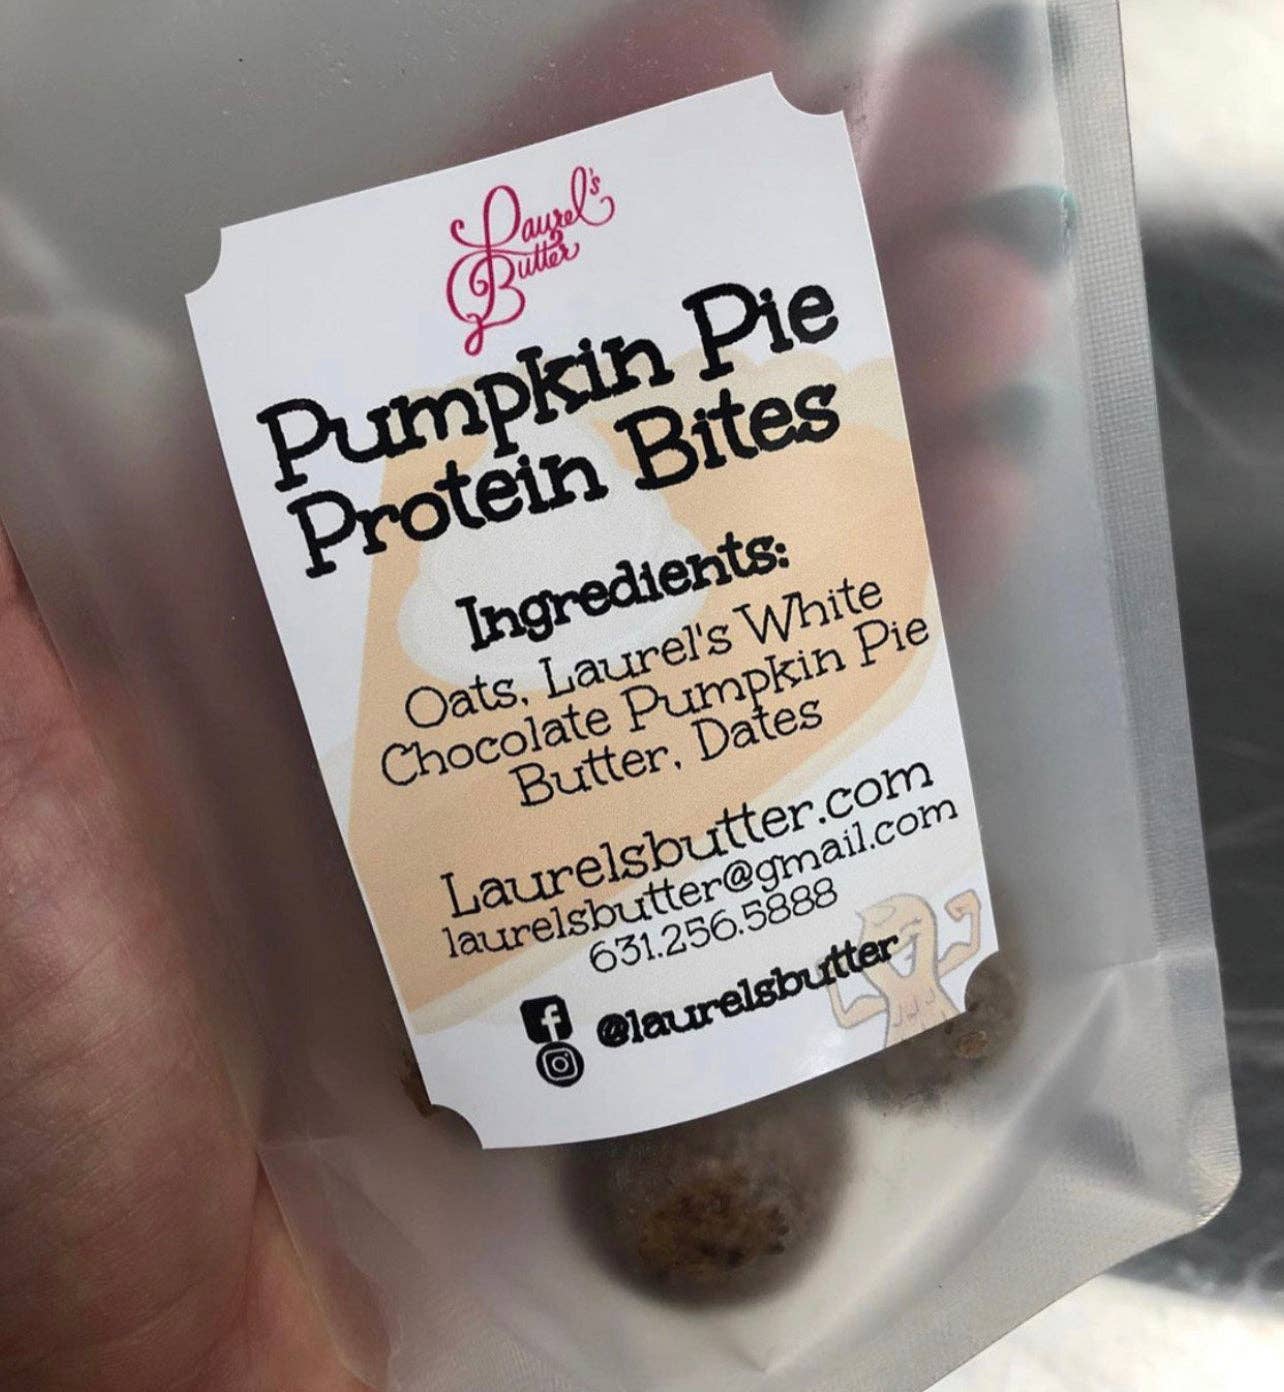 Laurel's
Butter
Pumpkin Pie
Protein Bites
Ingredients:
Oats, Laurel's White
Chocolate Pumpkin Pie
Butter, Dates
Laurelsbutter.com
laurelsbutter@gmail.com
631.256.5888
@laurelsbutter